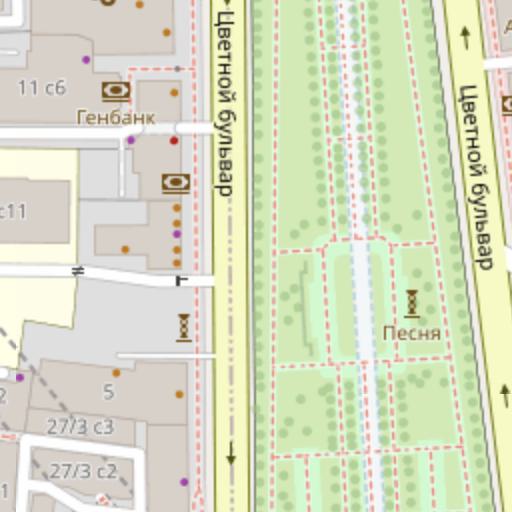 Цветной бульвар
11 с6
Генбанк
Цветной бульвар
с11
Песня
5
27/3 с3
27/3 с2